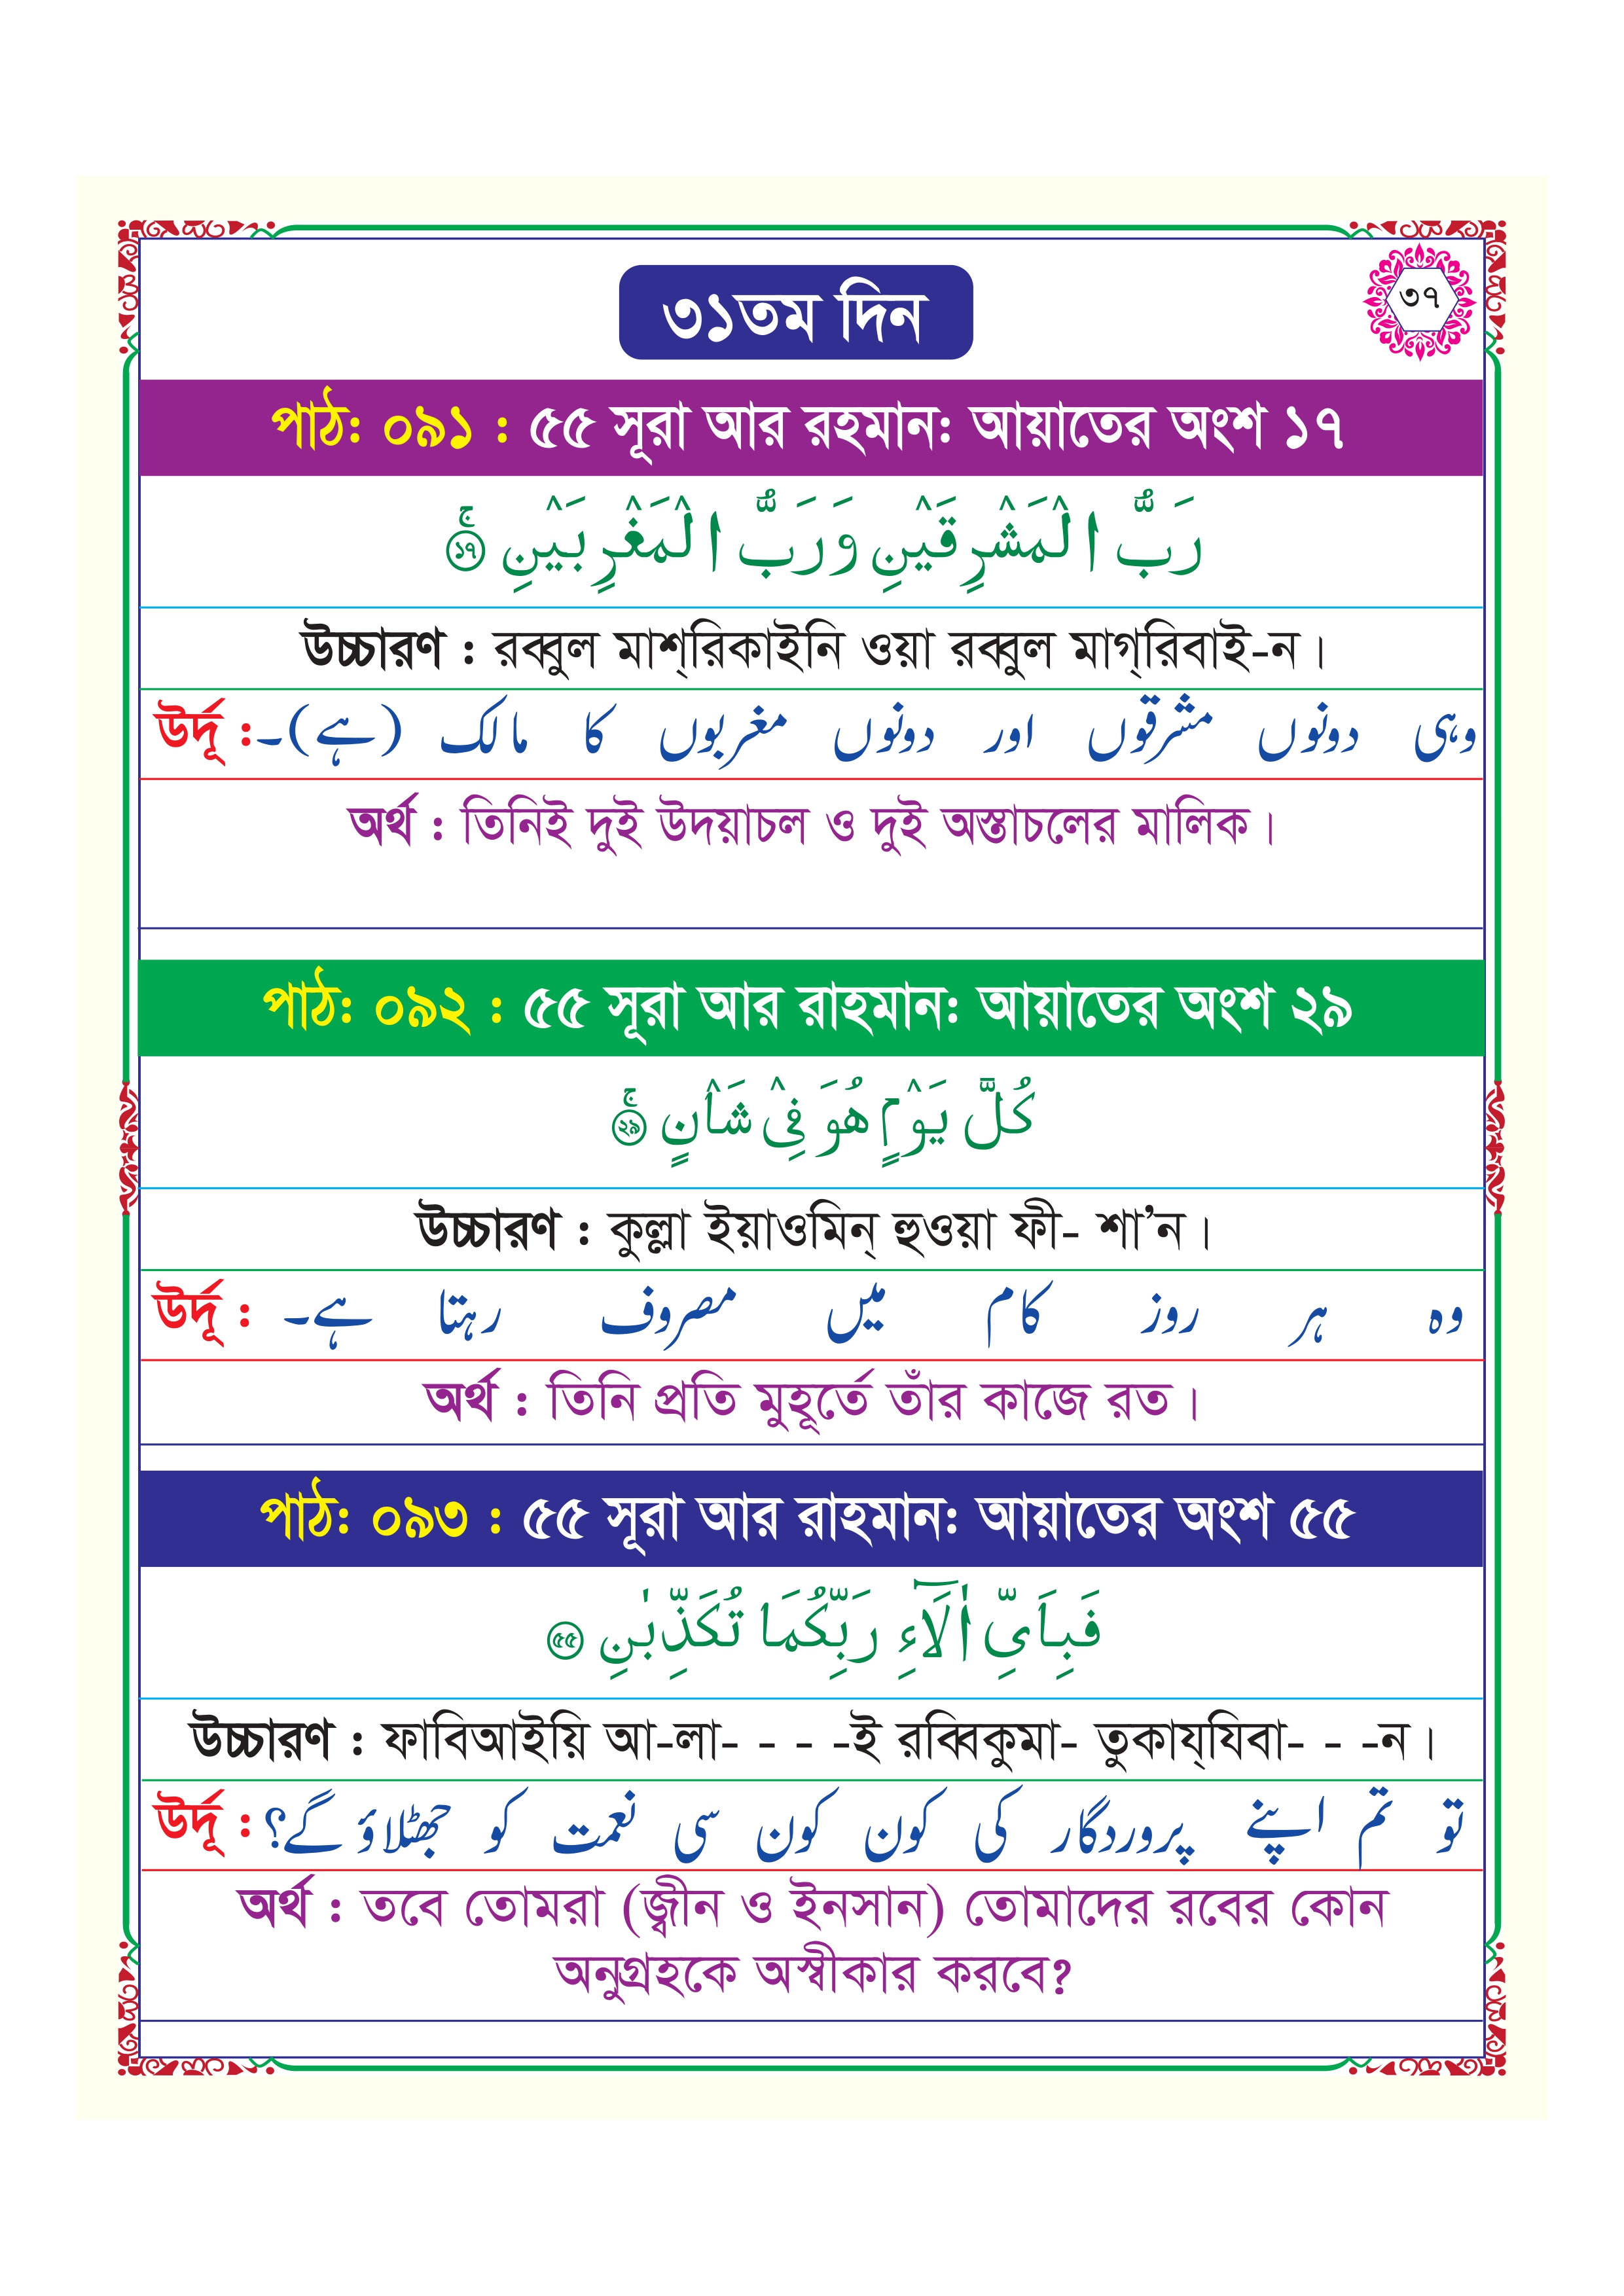 ৩১তম দিন
৩৭
পাঠ: ০৯১ : ৫৫ সূরা আর রহমান: আয়াতের অংশ ১৭
رَبُّ الْمَشْرِقَيْنِ وَرَبُّ الْمَغْرِبَيْنِ ۚ ১৭
উচ্চারণ : রব্বুল মাশ্‌রিকাইনি ওয়া রব্বুল মাগ্‌রিবাই-ন।
উর্দূ : وہی دونوں مشرقوں اور دونوں مغربوں کا مالک (ہے)۔
অর্থ : তিনিই দুই উদয়াচল ও দুই অস্তাচলের মালিক।
পাঠ: ০৯২ : ৫৫ সূরা আর রাহমান: আয়াতের অংশ ২৯
كُلَّ يَوْمٍ هُوَ فِيْ شَاْنٍ ۚ ২৯
উচ্চারণ : কুল্লা ইয়াওমিন্ হুওয়া ফী- শা’ন।
উর্দূ : وہ ہر روز کام میں مصروف رہتا ہے۔
অর্থ : তিনি প্রতি মুহূর্তে তাঁর কাজে রত।
পাঠ: ০৯৩ : ৫৫ সূরা আর রাহমান: আয়াতের অংশ ৫৫
فَبِاَيِّ اٰلَآءِ رَبِّكُمَا تُكَذِّبٰنِ ৫৫
উচ্চারণ : ফাবিআইয়ি আ-লা- - - -ই রব্বিকুমা- তুকায্‌যিবা- - -ন।
উর্দূ : تو تم اپنے پروردگار کی کون کون سی نعمت کو جھٹلاؤ گے؟
অর্থ : তবে তোমরা (জ্বীন ও ইনসান) তোমাদের রবের কোন
অনুগ্রহকে অস্বীকার করবে?